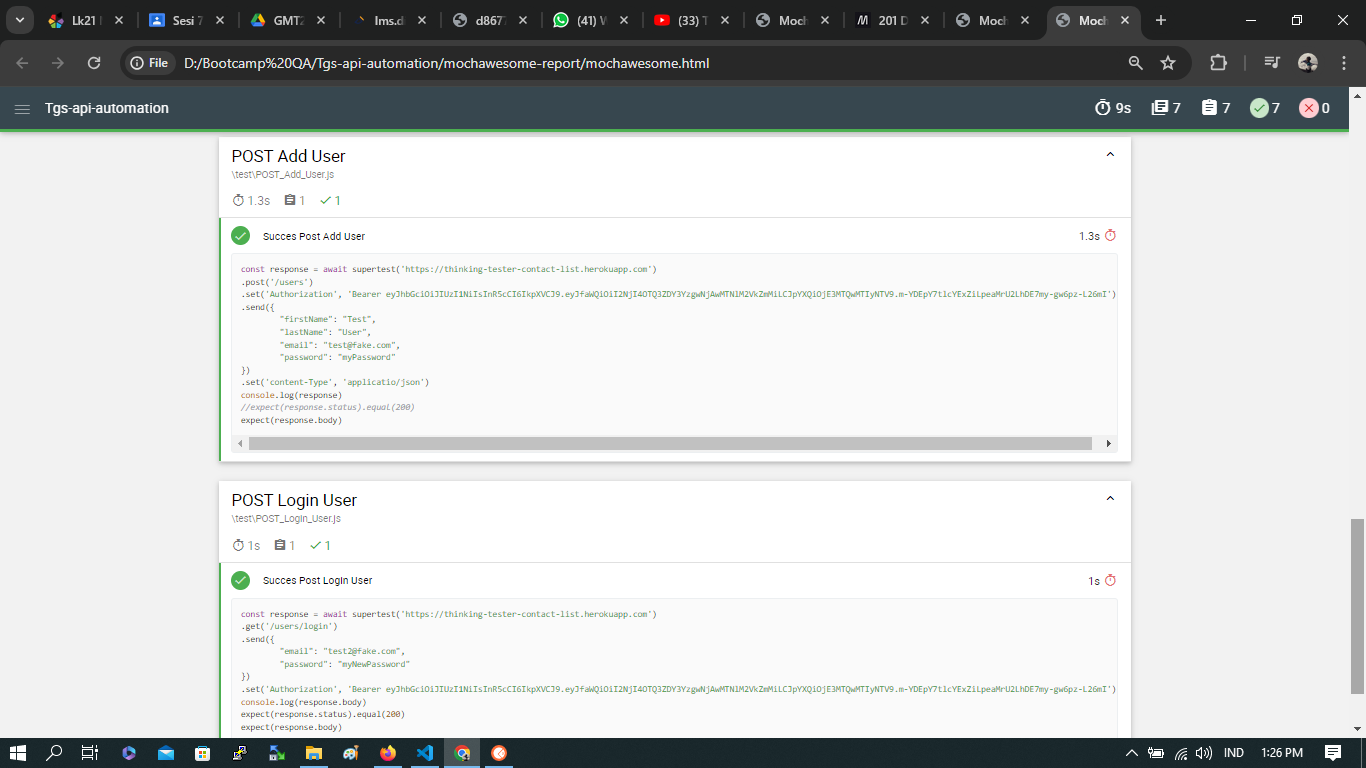 Lk21
Sesi 7
GMT2
lms.d
d867
(41) W
(33) T
Moch
201 D
Moch
Moch
File
D:/Bootcamp%20QA/Tgs-api-automation/mochawesome-report/mochawesome.html
Tgs-api-automation
9s
7
7
7
0
POST Add User
\test\POST_Add_User.js
1.3s
1
1
Succes Post Add User
1.3s
const response = await supertest('https://thinking-tester-contact-list.herokuapp.com')
.post('/users')
.set('Authorization', 'Bearer eyJhbGciOiJIUzI1NiIsInR5cCI6IkpXVCJ9.eyJfaWQiOiI2NjI4OTQ3ZDY3YzgwNjAwMTNlM2VkZmMiLCJpYXQiOjE3MTQwMTIyNTV9.m-YDEpY7tlcYExZiLpeaMrU2LhDE7my-gw6pz-L26mI')
.send({
"firstName": "Test",
"lastName": "User",
"email": "test@fake.com",
"password": "myPassword"
})
.set('content-Type', 'applicatio/json')
console.log(response)
//expect(response.status).equal(200)
expect(response.body)
POST Login User
\test\POST_Login_User.js
1s
1
1
Succes Post Login User
1s
const response = await supertest('https://thinking-tester-contact-list.herokuapp.com')
.get('/users/login')
.send({
"email": "test2@fake.com",
"password": "myNewPassword"
})
.set('Authorization', 'Bearer eyJhbGciOiJIUzI1NiIsInR5cCI6IkpXVCJ9.eyJfaWQiOiI2NjI4OTQ3ZDY3YzgwNjAwMTNlM2VkZmMiLCJpYXQiOjE3MTQwMTIyNTV9.m-YDEpY7tlcYExZiLpeaMrU2LhDE7my-gw6pz-L26mI')
console.log(response.body)
expect(response.status).equal(200)
expect(response.body)
IND
1:26 PM